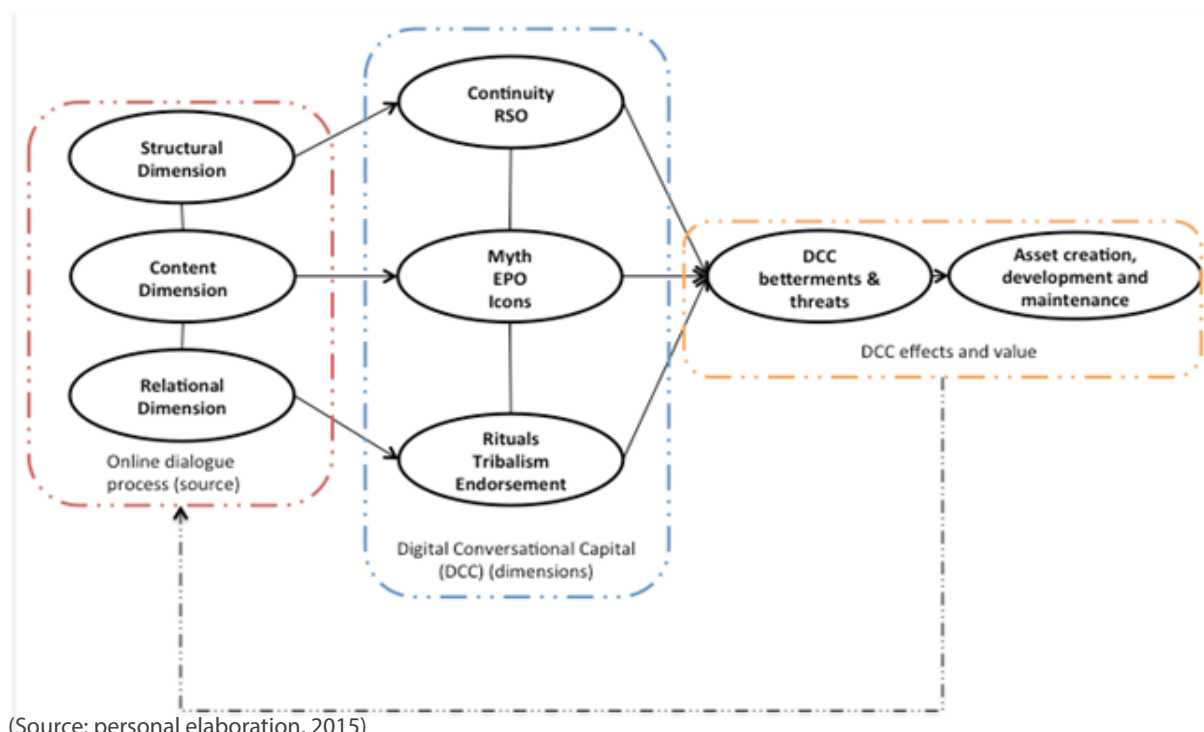 Structural
Dimension
Content
Dimension
Relational
Dimension
Online dialogue
process (source)
Continuity
RSO
Myth
EPO
Icons
Rituals
Tribalism
Endorsement
Digital Conversational Capital
(DCC) (dimensions)
DCC
betterments &
threats
Asset creation,
development and
maintenance
DCC effects and value
(Source: personal elaboration, 2015)